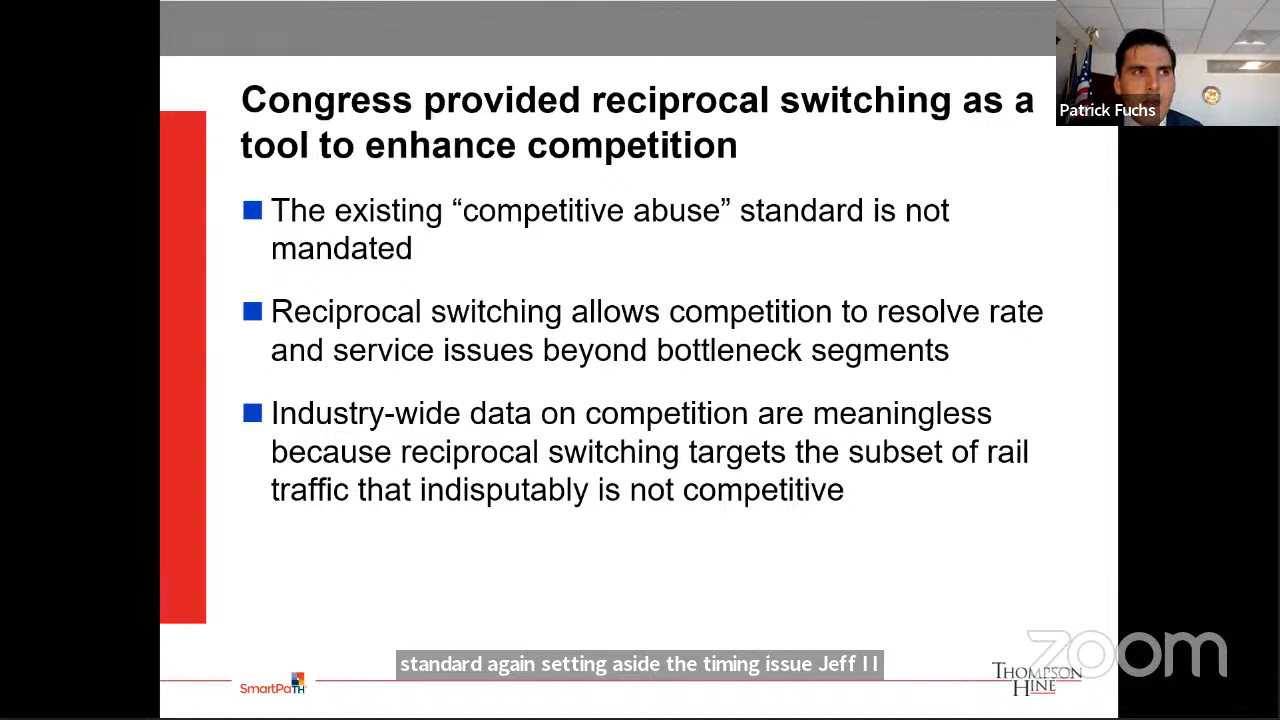 Patrick Fuchs
Congress provided reciprocal switching as a
tool to enhance competition
The existing “competitive abuse” standard is not
mandated
Reciprocal switching allows competition to resolve rate
and service issues beyond bottleneck segments
Industry-wide data on competition are meaningless
because reciprocal switching targets the subset of rail
traffic that indisputably is not competitive
standard again setting aside the timing issue Jeff I I
zoom
SmartPaTH
THOMPSON
HINE